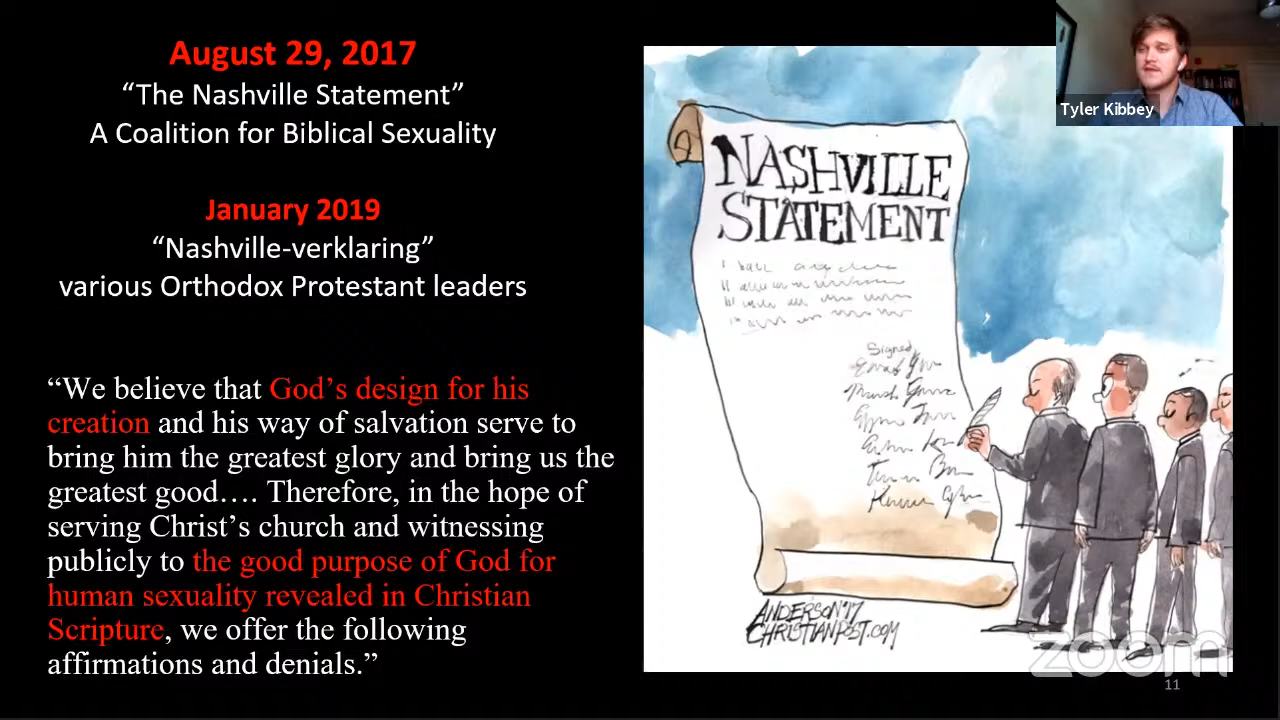 August 29, 2017
“The Nashville Statement”
A Coalition for Biblical Sexuality
January 2019
“Nashville-verklaring”
various Orthodox Protestant leaders
“We believe that God’s design for his
creation and his way of salvation serve to
bring him the greatest glory and bring us the
greatest good…. Therefore, in the hope of
serving Christ’s church and witnessing
publicly to the good purpose of God for
human sexuality revealed in Christian
Scripture, we offer the following
affirmations and denials.”
NASHVILLE
STATEMENT
Signed
ANDERSON'17
CHRISTIANPOST.COM
Tyler Kibbey
zoom
11